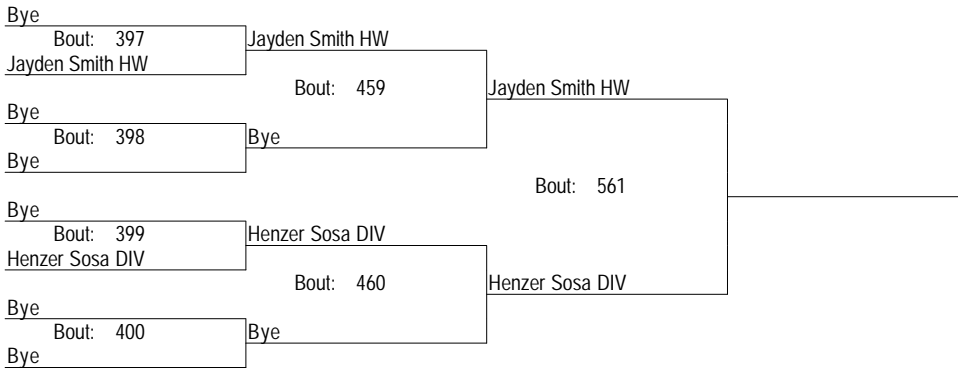 Bye
Bout: 397 Jayden Smith HW
Jayden Smith HW
Bout: 459 Jayden Smith HW
Bye
Bout: 398 Bye
Bye
Bout: 561
Bye
Bout: 399 Henzer Sosa DIV
Henzer Sosa DIV
Bout: 460 Henzer Sosa DIV
Bye
Bout: 400 Bye
Bye